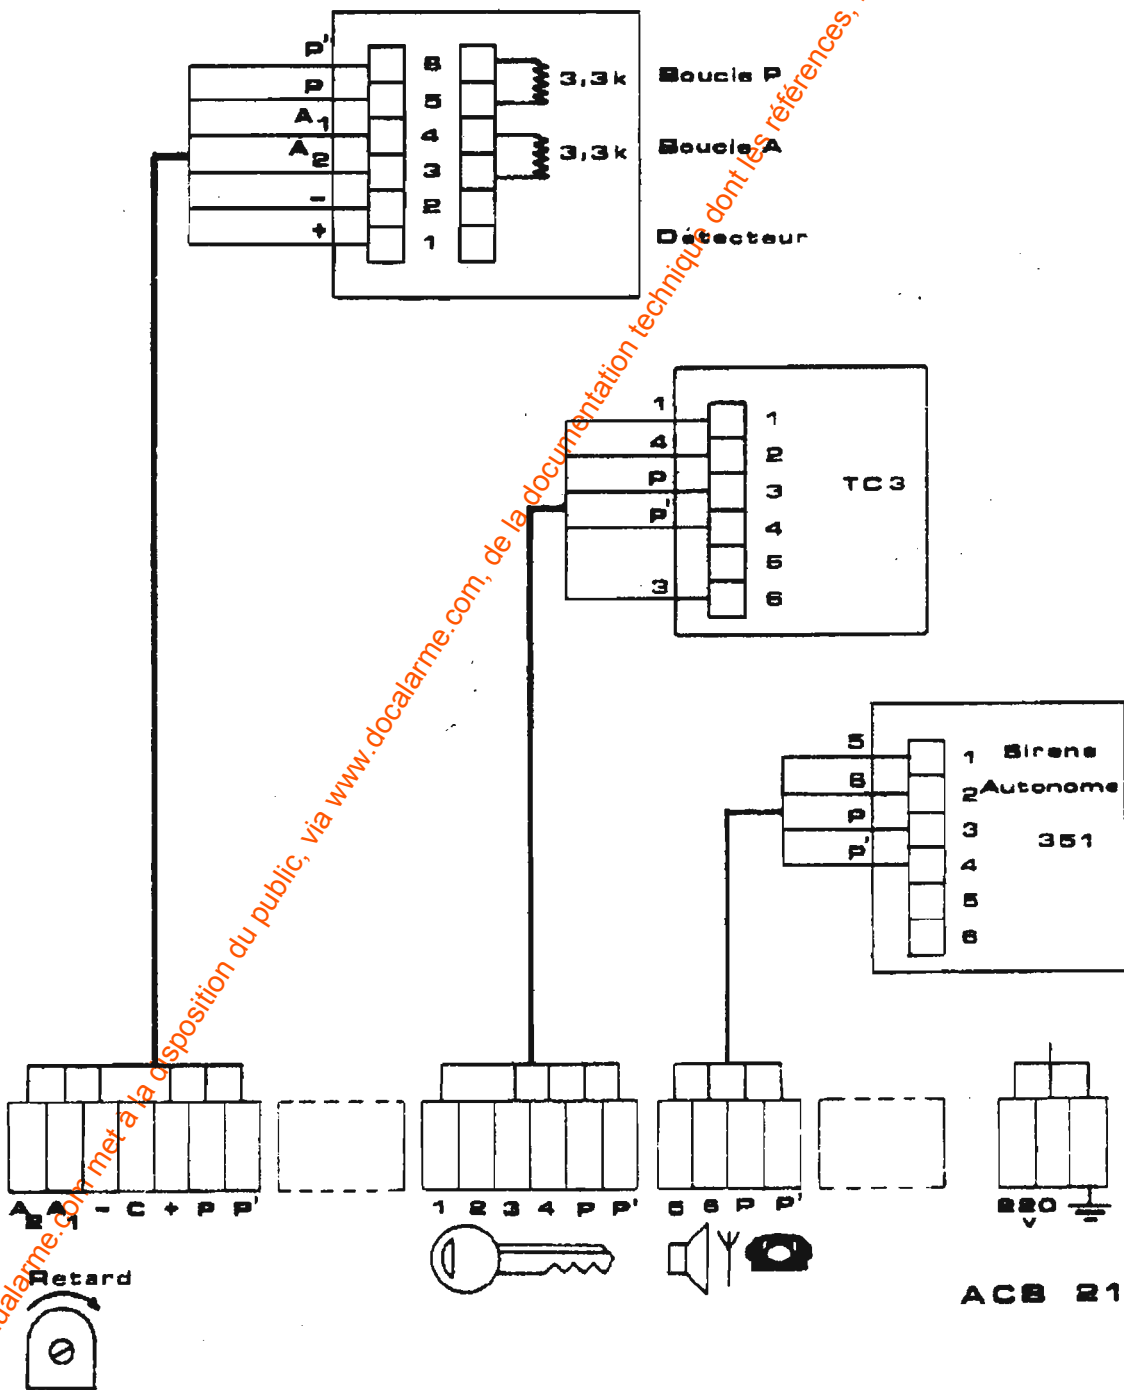 P' 6 3,3k Boucle P
P 5
A1 4 3,3k Boucle A
A2 3
- 2
+ 1 Détecteur
1 1
4 2
P 3 TC3
P' 4
5
3 6
5 1 Sirene
6 2 Autonome
P 3 351
P' 4
5
6
A2 A1 - C + P P'
1 2 3 4 P P'
5 6 P P'
220
V
Retard
ACS 21
alarme.com met à la disposition du public, via www.docalarme.com, de la documentation technique dont les références,